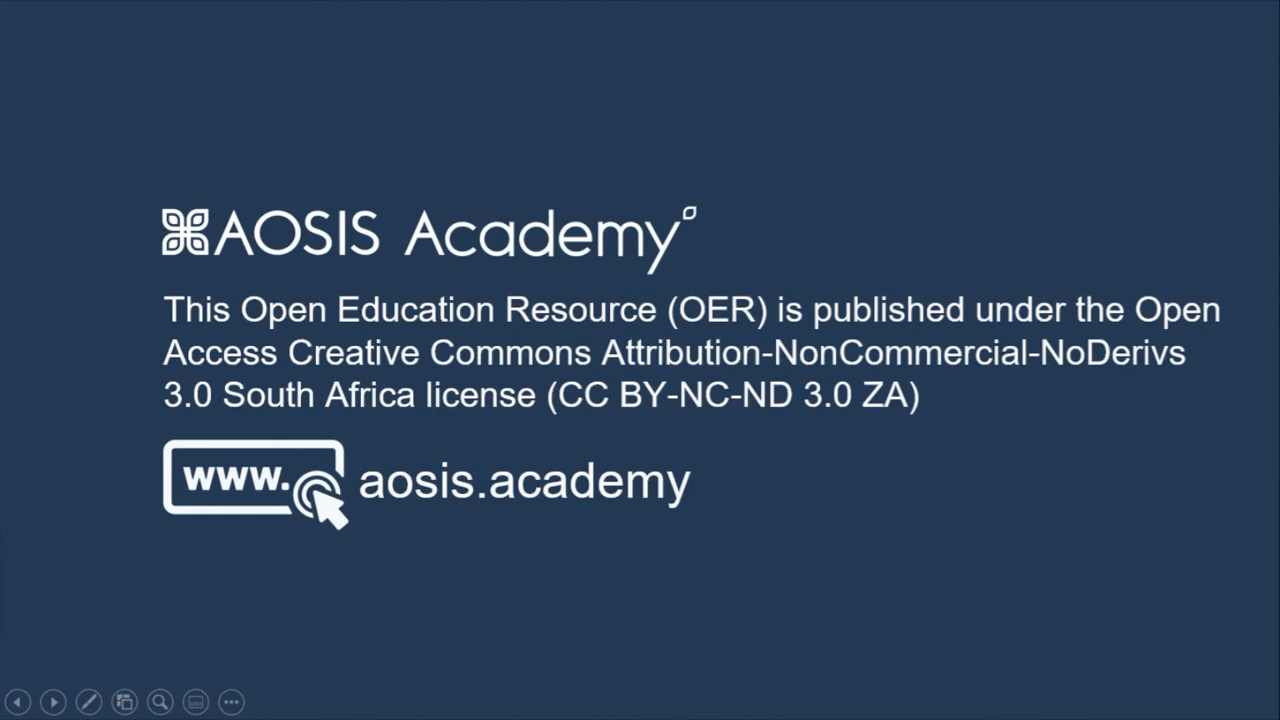 AOSIS Academy
This Open Education Resource (OER) is published under the Open
Access Creative Commons Attribution-NonCommercial-NoDerivs
3.0 South Africa license (CC BY-NC-ND 3.0 ZA)
www. aosis.academy